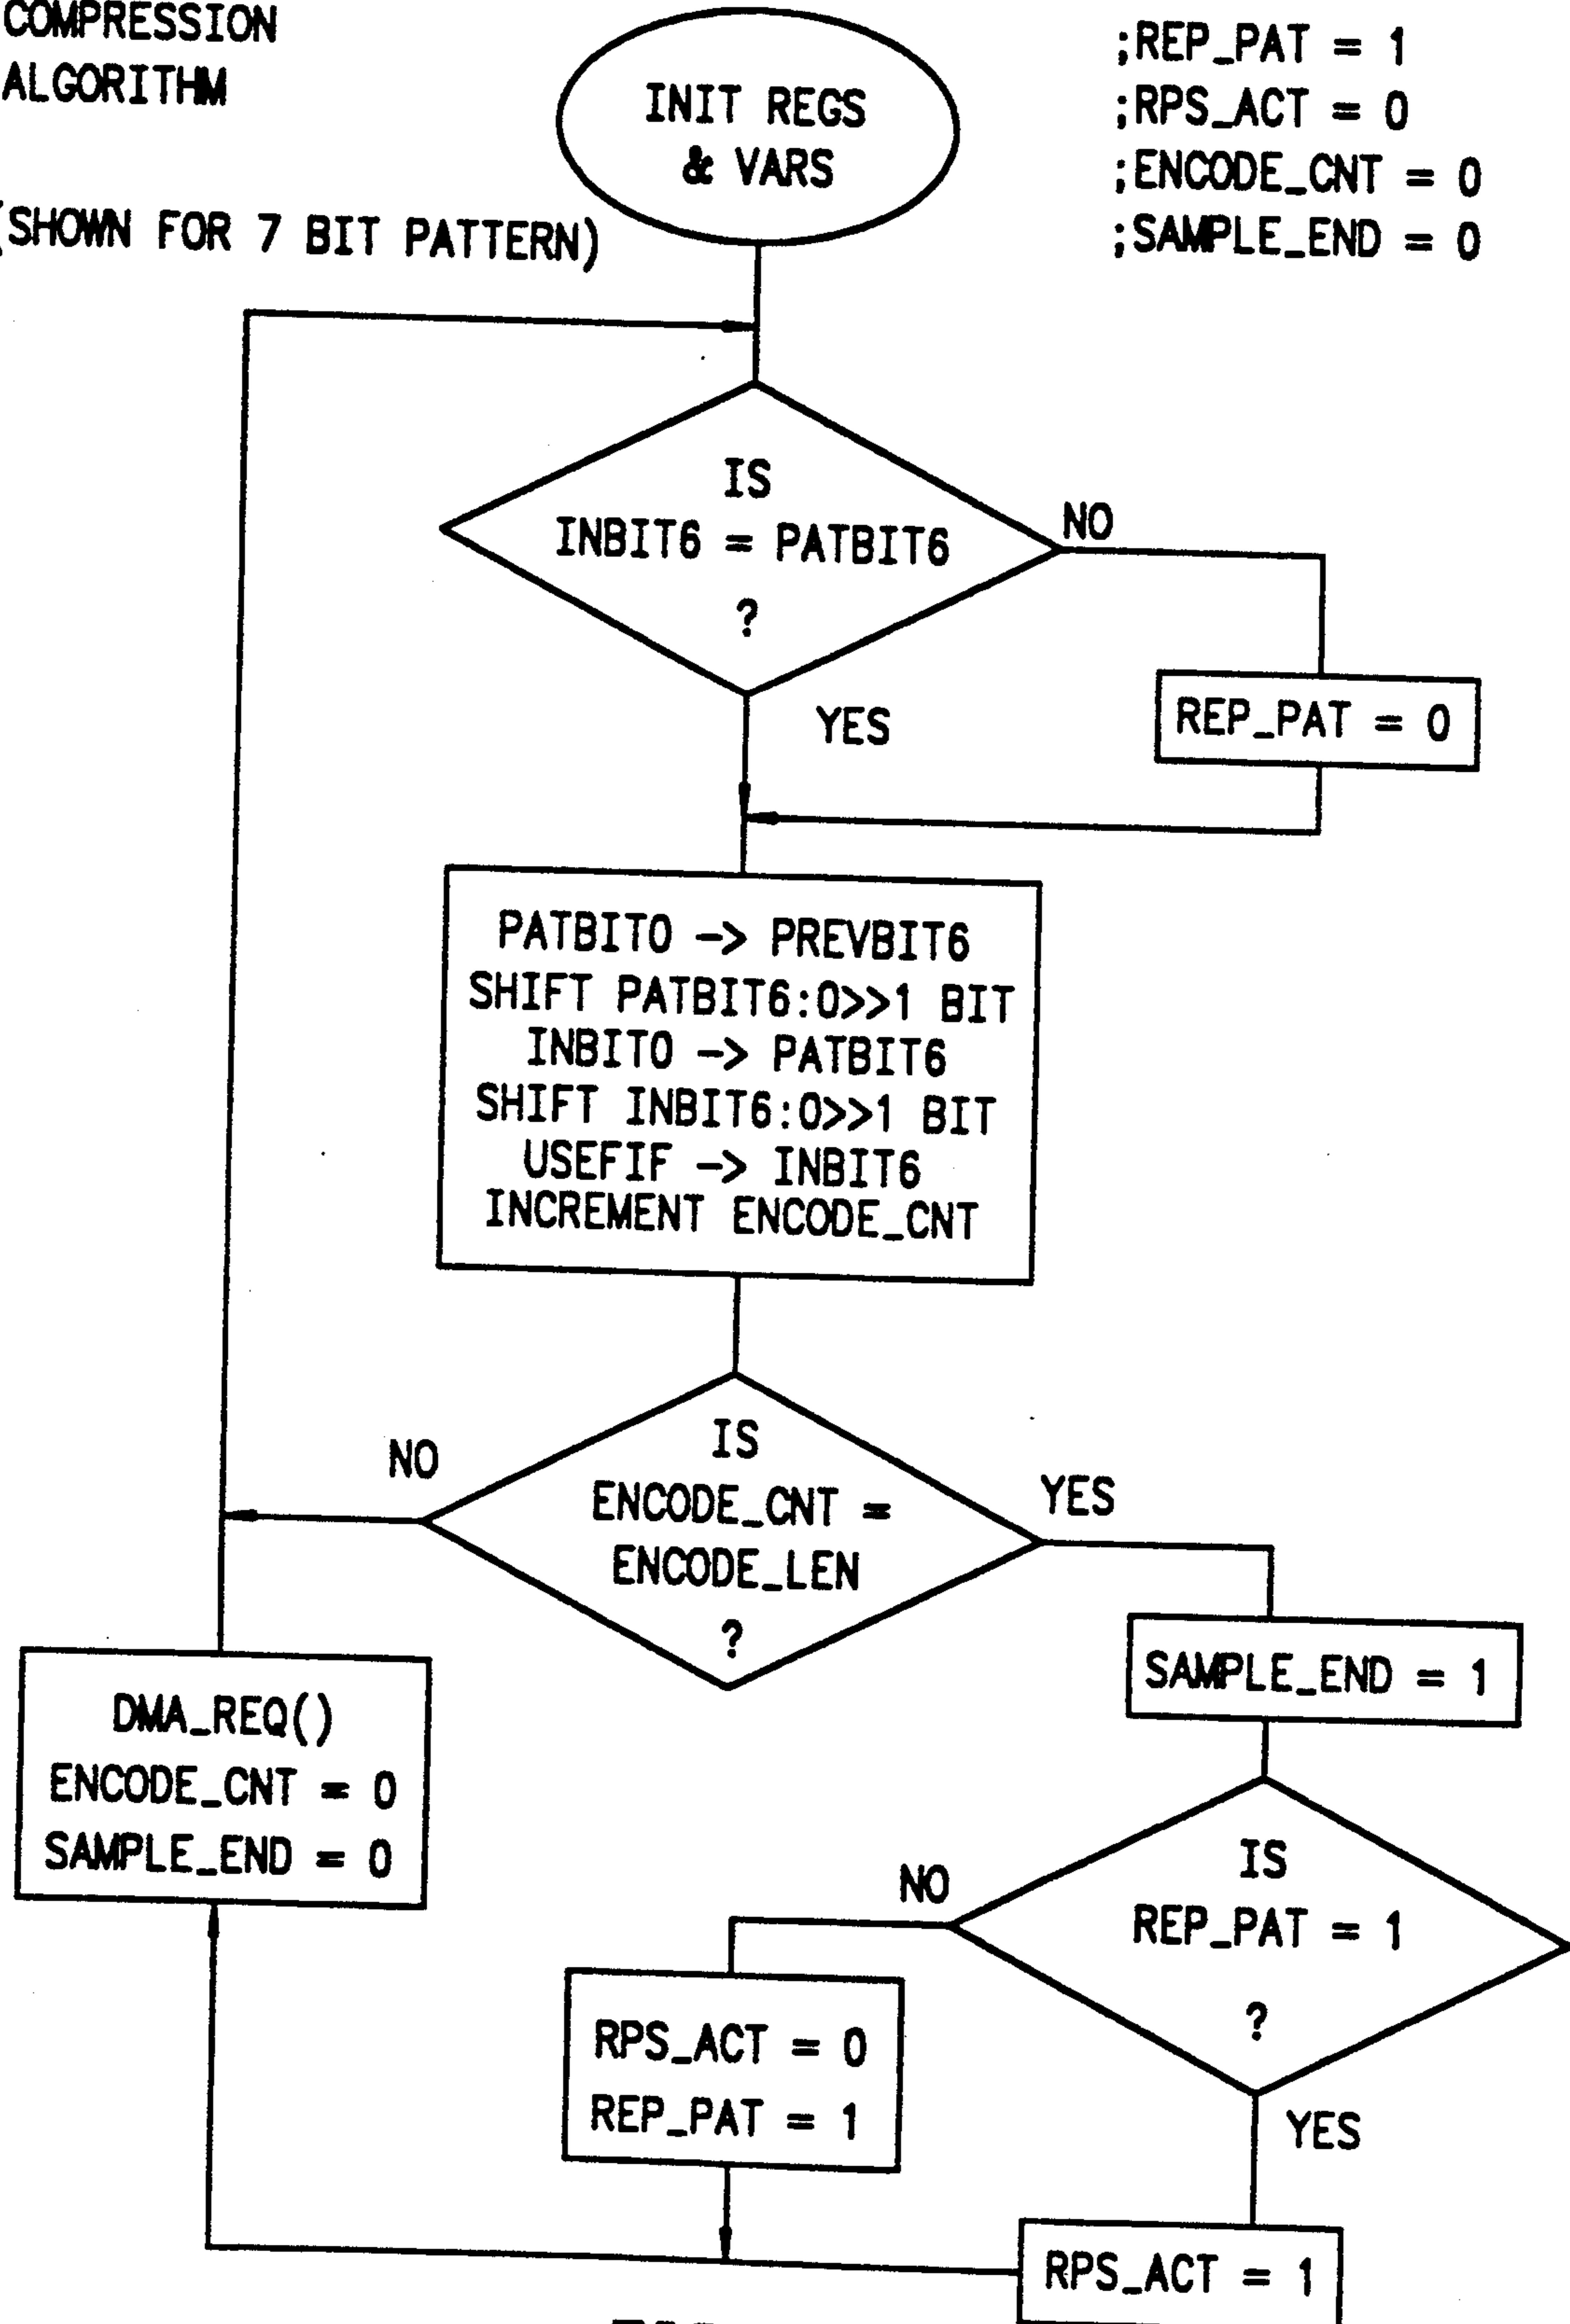 COMPRESSION
ALGORITHM
(SHOWN FOR 7 BIT PATTERN)
INIT REGS
& VARS
;REP_PAT = 1
;RPS_ACT = 0
;ENCODE_CNT = 0
;SAMPLE_END = 0
IS
INBIT6 = PATBIT6
?
NO
YES
REP_PAT = 0
PATBIT0 -> PREVBIT6
SHIFT PATBIT6:0>>1 BIT
INBIT0 -> PATBIT6
SHIFT INBIT6:0>>1 BIT
USEFIF -> INBIT6
INCREMENT ENCODE_CNT
IS
ENCODE_CNT =
ENCODE_LEN
?
NO
YES
SAMPLE_END = 1
DMA_REQ()
ENCODE_CNT = 0
SAMPLE_END = 0
IS
REP_PAT = 1
?
NO
YES
RPS_ACT = 0
REP_PAT = 1
RPS_ACT = 1